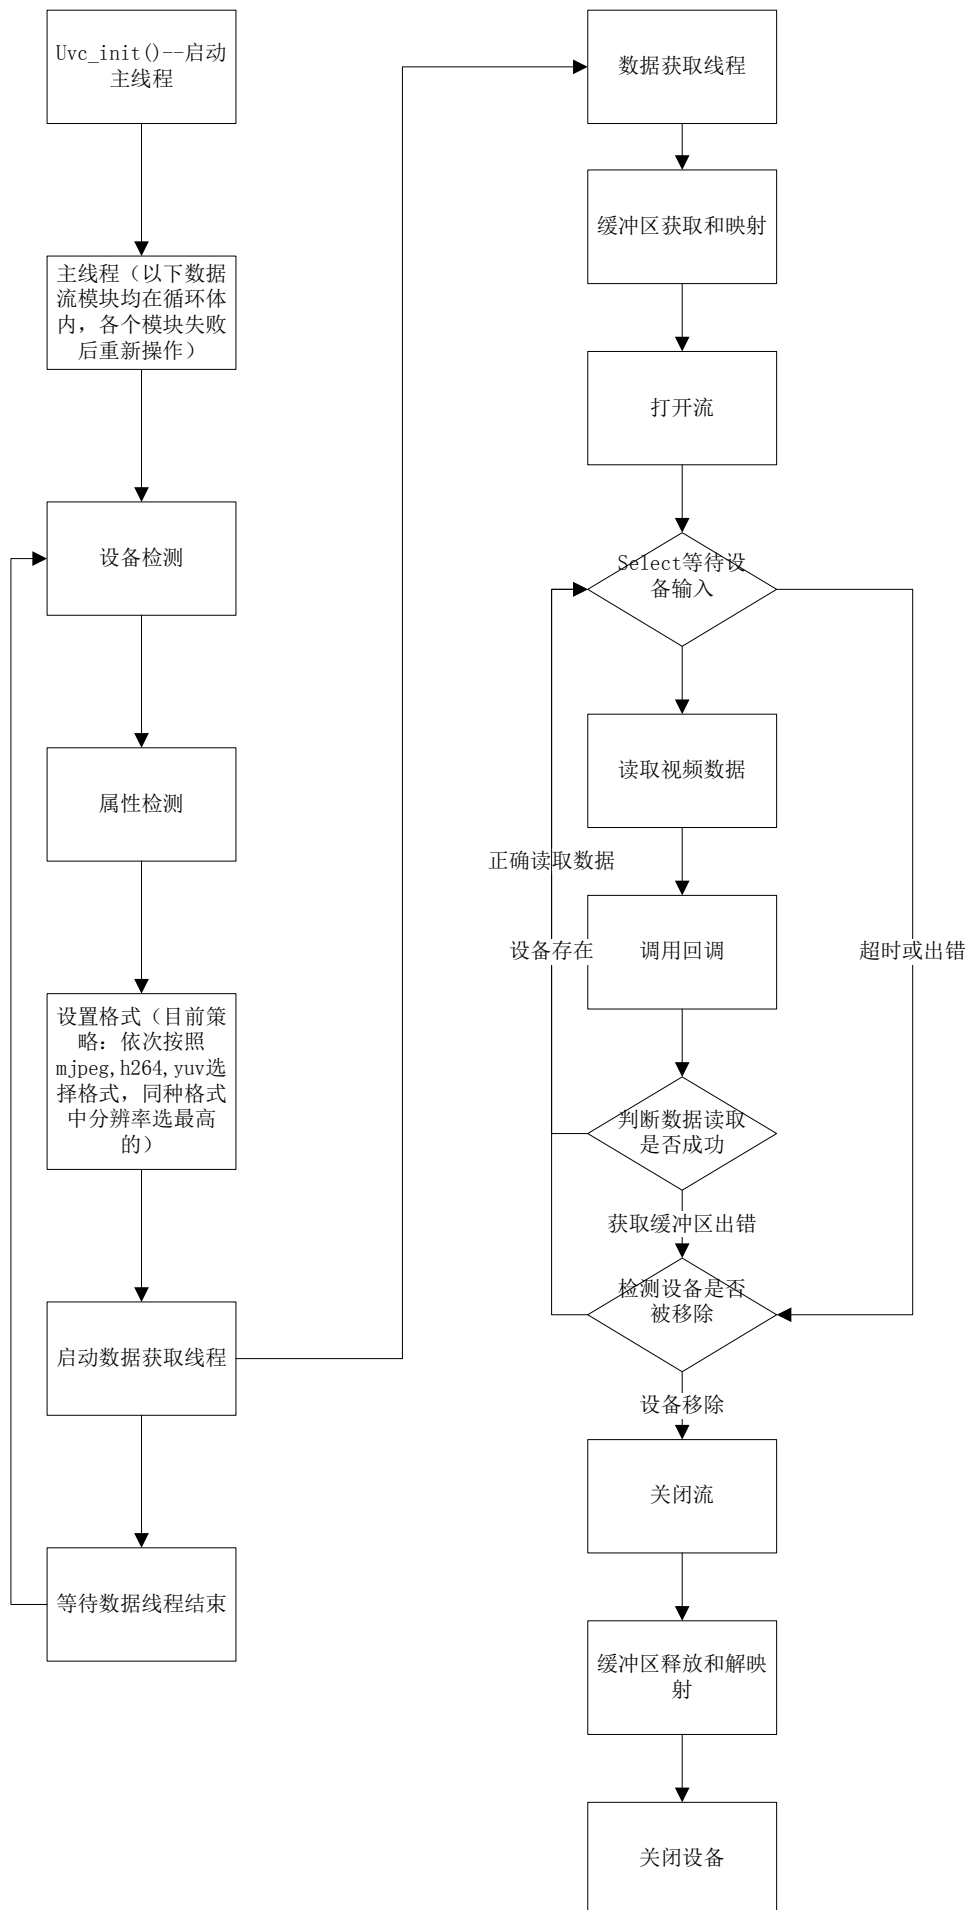 Uvc_init()--启动
主线程
主线程（以下数据
流模块均在循环体
内，各个模块失败
后重新操作）
设备检测
属性检测
设置格式（目前策
略：依次按照
mjpeg,h264,yuv选
择格式，同种格式
中分辨率选最高
的）
启动数据获取线程
等待数据线程结束
数据获取线程
缓冲区获取和映射
打开流
Select等待设
备输入
读取视频数据
正确读取数据
调用回调
设备存在
超时或出错
判断数据读取
是否成功
获取缓冲区出错
检测设备是否
被移除
设备移除
关闭流
缓冲区释放和解映
射
关闭设备